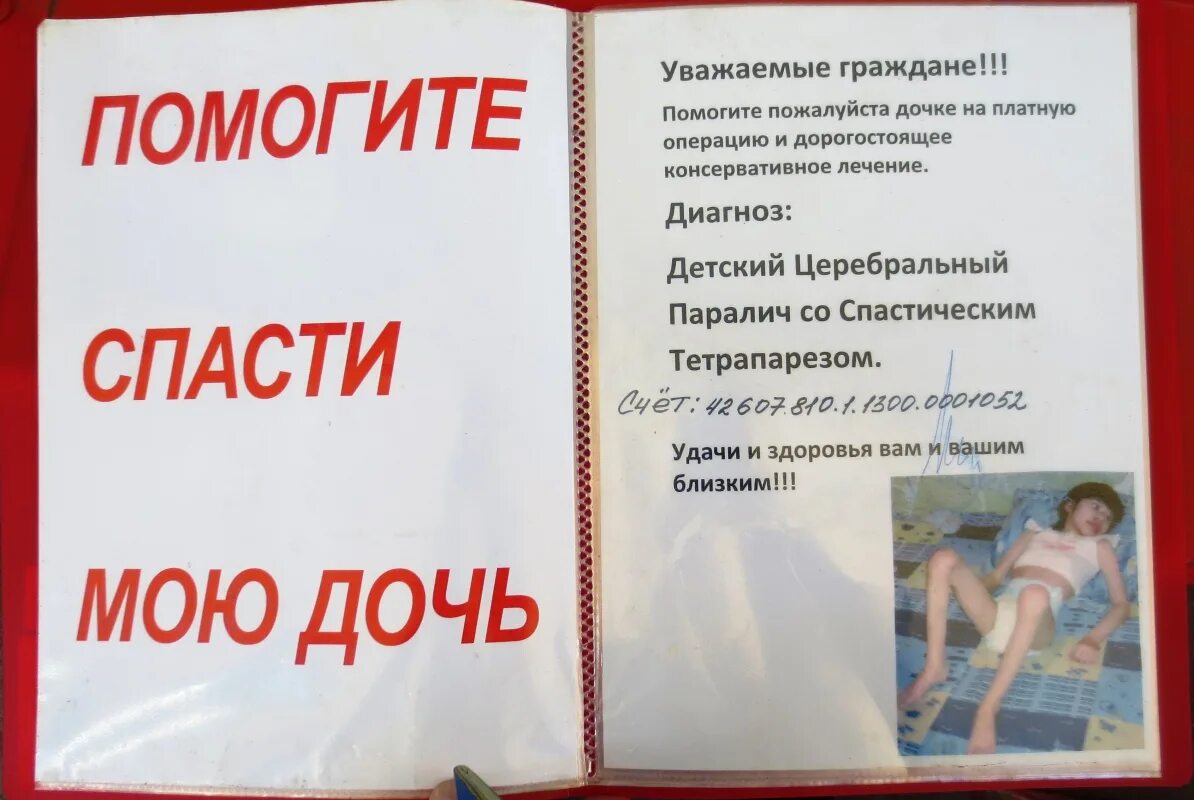 ПОМОГИТЕ
СПАСТИ
МОЮ ДОЧЬ
Уважаемые граждане!!!
Помогите пожалуйста дочке на платную
операцию и дорогостоящее
консервативное лечение.
Диагноз:
Детский Церебральный
Паралич со Спастическим
Тетрапарезом.
Счёт: 42607.810.1.1300.0001052
Удачи и здоровья вам и вашим
близким!!!